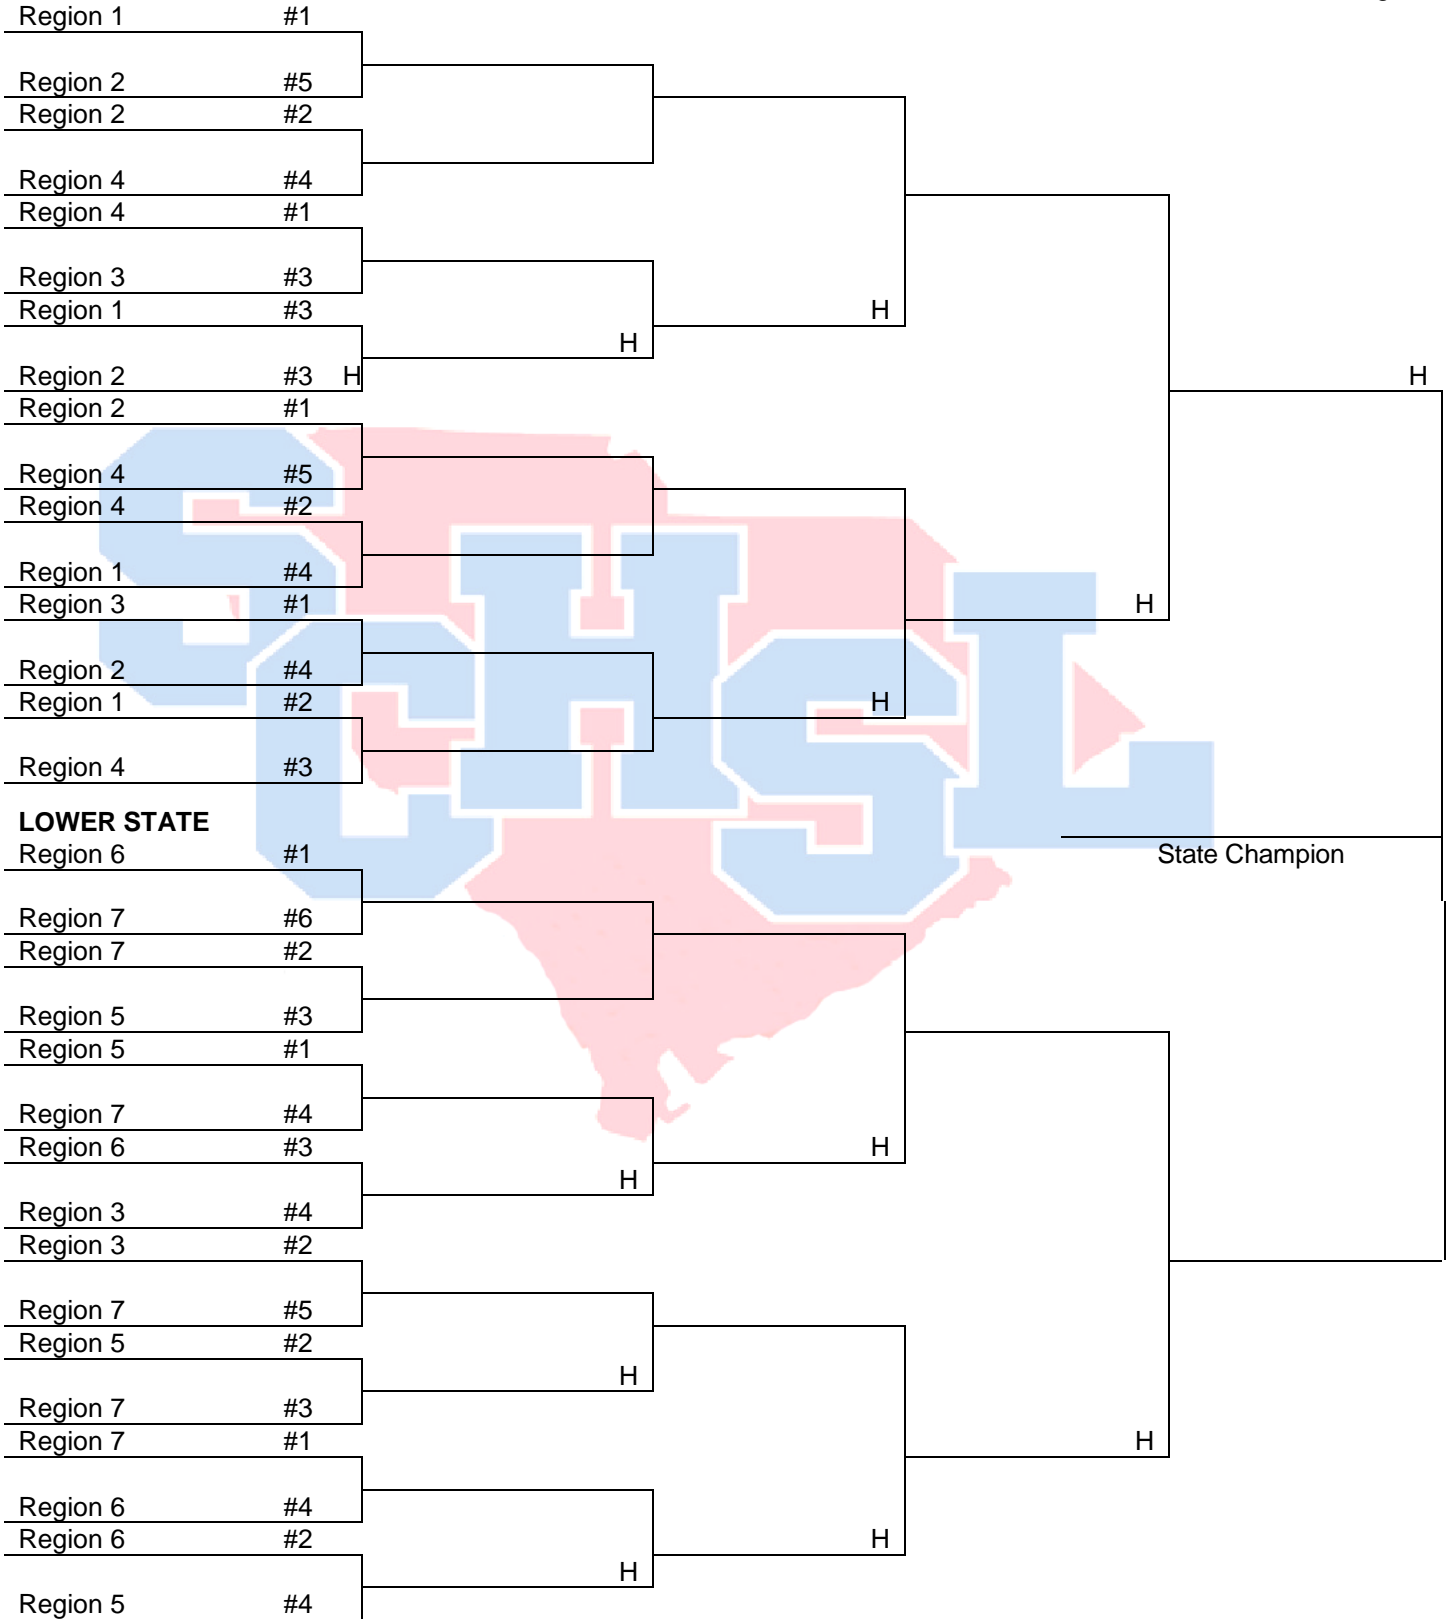 Region 1 #1
Region 2 #5
Region 2 #2
Region 4 #4
Region 4 #1
Region 3 #3
Region 1 #3 H
H
Region 2 #3 H H
Region 2 #1
Region 4 #5
Region 4 #2
Region 1 #4
Region 3 #1 H
Region 2 #4
Region 1 #2 H
Region 4 #3
SCHSL
LOWER STATE
Region 6 #1 State Champion
Region 7 #6
Region 7 #2
Region 5 #3
Region 5 #1
Region 7 #4
Region 6 #3 H
H
Region 3 #4
Region 3 #2
Region 7 #5
Region 5 #2
H
Region 7 #3
Region 7 #1 H
Region 6 #4
Region 6 #2 H
H
Region 5 #4